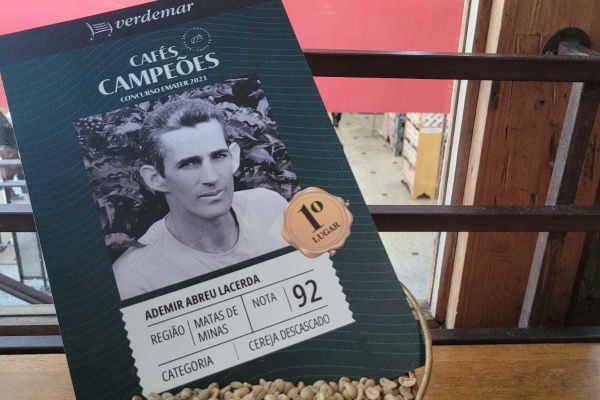 verdemar
CAFÉS
CAMPEÕES
CONCURSO EMATER 2021
1º
LUGAR
ADEMIR ABREU LACERDA
REGIÃO
MATAS DE
MINAS
NOTA
92
CATEGORIA
CEREJA DESCASCADO